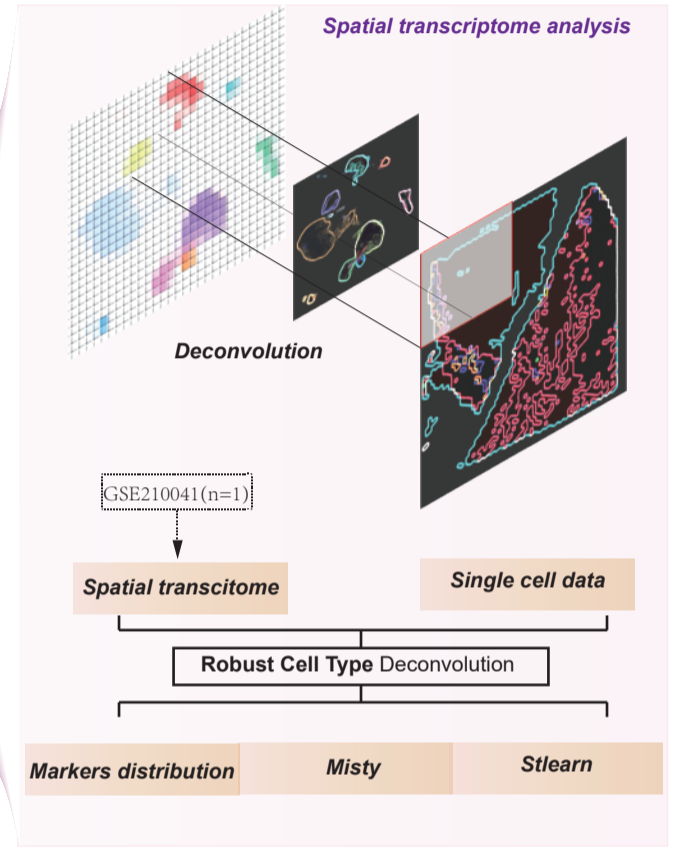 Spatial transcriptome analysis
Deconvolution
GSE210041(n=1)
Spatial transcitome
Single cell data
Robust Cell Type Deconvolution
Markers distribution
Misty
Stlearn